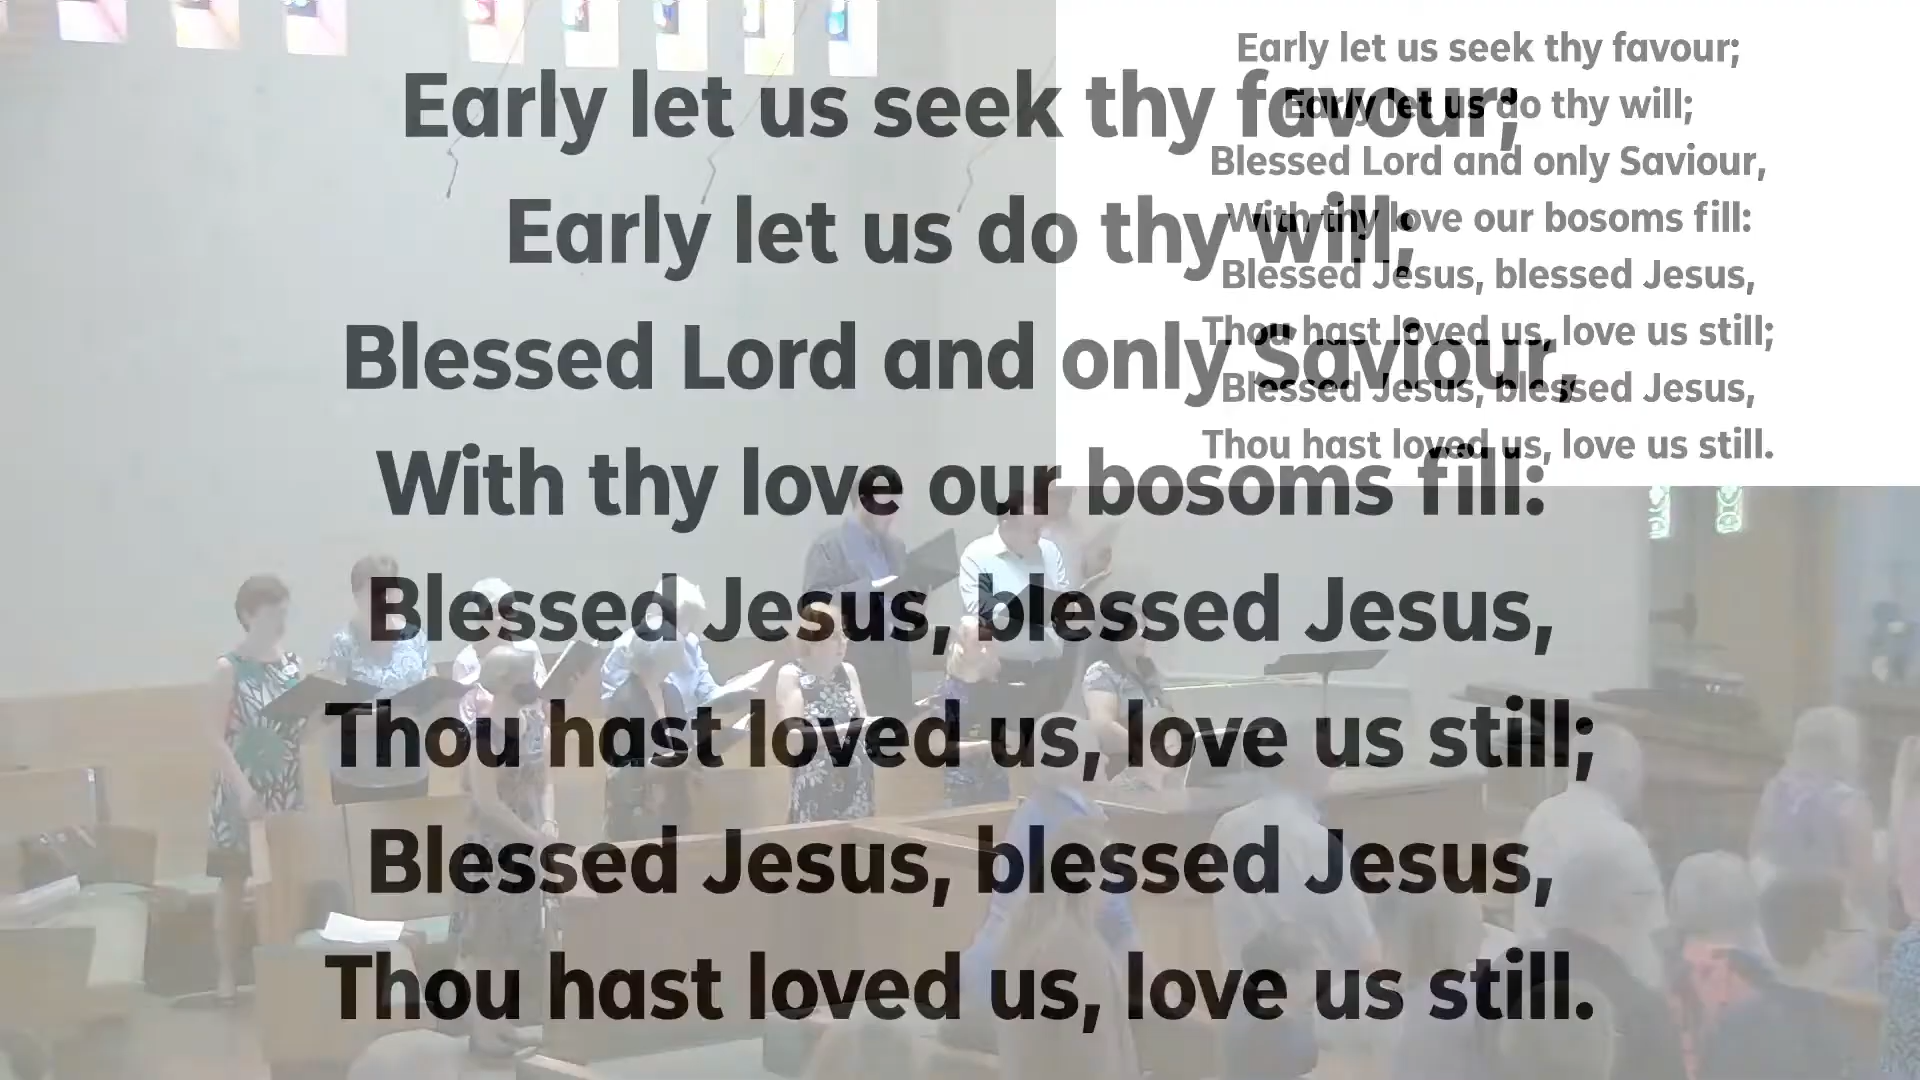 Early let us seek thy favour;
Early let us do thy will;
Blessed Lord and only Saviour,
With thy love our bosoms fill:
Blessed Jesus, blessed Jesus,
Thou hast loved us, love us still;
Blessed Jesus, blessed Jesus,
Thou hast loved us, love us still.
Early let us seek thy favour;
Early let us do thy will;
Blessed Lord and only Saviour,
With thy love our bosoms fill:
Blessed Jesus, blessed Jesus,
Thou hast loved us, love us still;
Blessed Jesus, blessed Jesus,
Thou hast loved us, love us still.